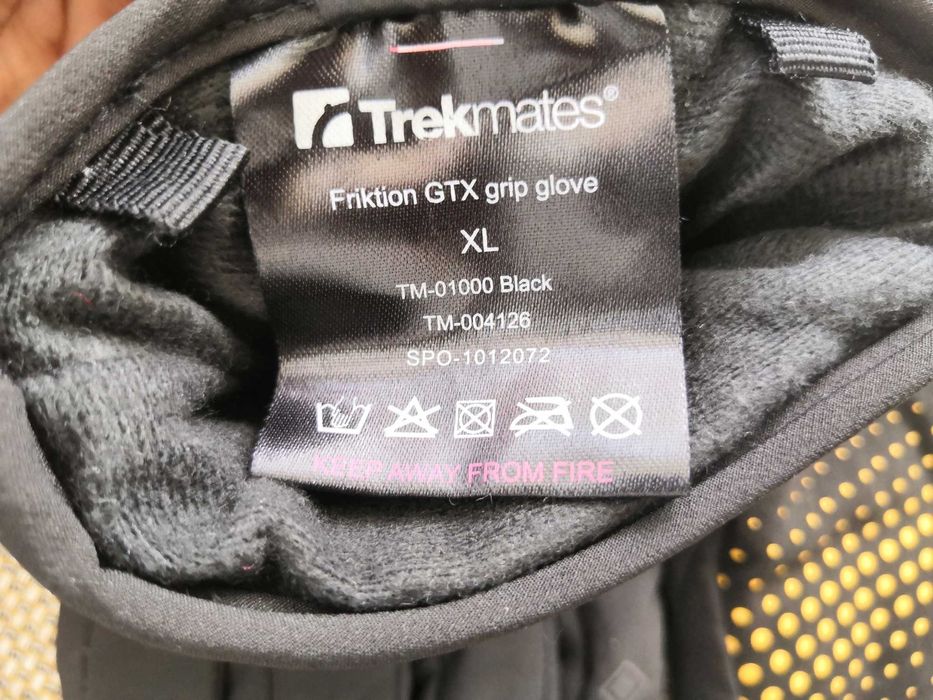 Trekmates®
Friktion GTX grip glove
XL
TM-01000 Black
TM-004126
SPO-1012072
KEEP AWAY FROM FIRE